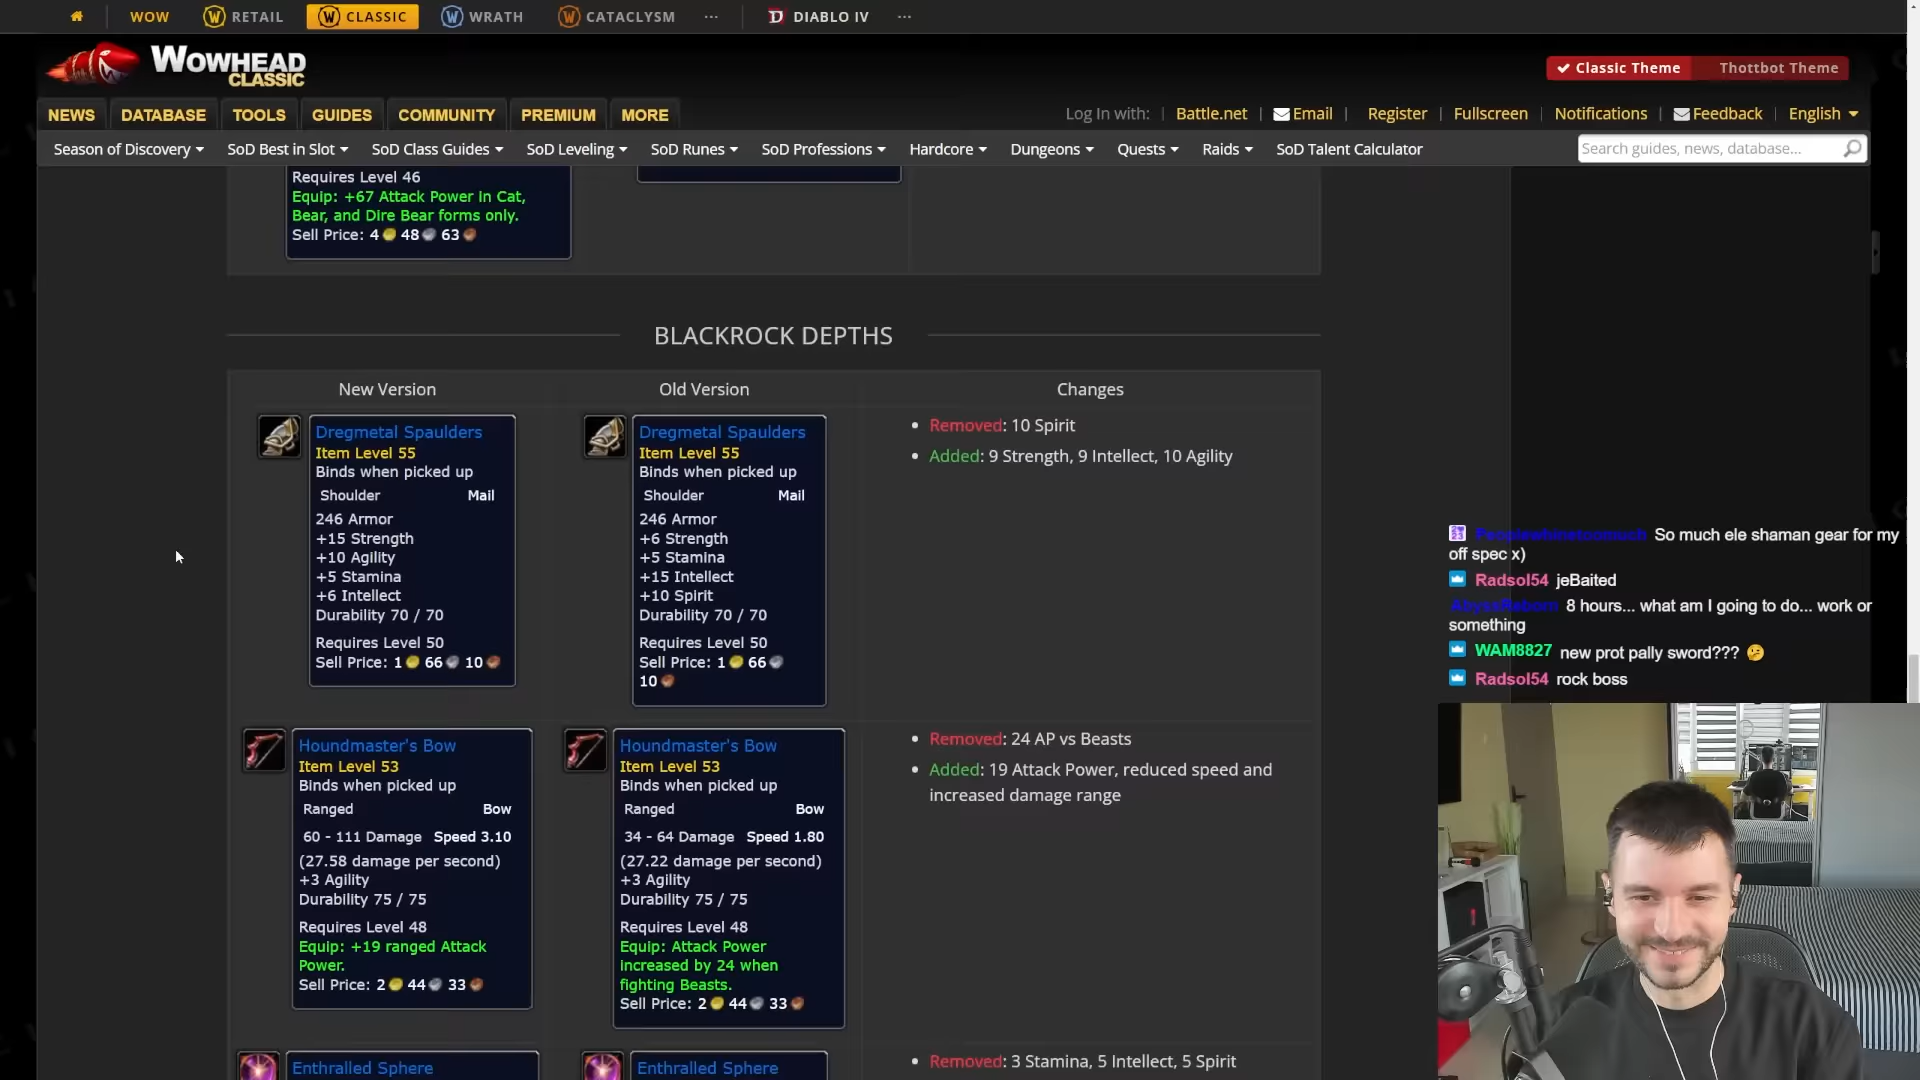 WOW RETAIL CLASSIC WRATH CATACLYSM ... DIABLO IV ...
WOWHEAD
CLASSIC
Classic Theme Thottbot Theme
NEWS DATABASE TOOLS GUIDES COMMUNITY PREMIUM MORE
Log In with: | Battle.net | Email | Register | Fullscreen | Notifications | Feedback | English
Season of Discovery SoD Best in Slot SoD Class Guides SoD Leveling SoD Runes SoD Professions Hardcore Dungeons Quests Raids SoD Talent Calculator
Search guides, news, database...
Requires Level 46
Equip: +67 Attack Power in Cat,
Bear, and Dire Bear forms only.
Sell Price: 4 48 63
BLACKROCK DEPTHS
New Version Old Version Changes
Dregmetal Spaulders
Item Level 55
Binds when picked up
Shoulder Mail
246 Armor
+15 Strength
+10 Agility
+5 Stamina
+6 Intellect
Durability 70 / 70
Requires Level 50
Sell Price: 1 66 10
Dregmetal Spaulders
Item Level 55
Binds when picked up
Shoulder Mail
246 Armor
+6 Strength
+5 Stamina
+15 Intellect
+10 Spirit
Durability 70 / 70
Requires Level 50
Sell Price: 1 66
10
• Removed: 10 Spirit
• Added: 9 Strength, 9 Intellect, 10 Agility
Houndmaster's Bow
Item Level 53
Binds when picked up
Ranged Bow
60 - 111 Damage Speed 3.10
(27.58 damage per second)
+3 Agility
Durability 75 / 75
Requires Level 48
Equip: +19 ranged Attack
Power.
Sell Price: 2 44 33
Houndmaster's Bow
Item Level 53
Binds when picked up
Ranged Bow
34 - 64 Damage Speed 1.80
(27.22 damage per second)
+3 Agility
Durability 75 / 75
Requires Level 48
Equip: Attack Power
increased by 24 when
fighting Beasts.
Sell Price: 2 44 33
• Removed: 24 AP vs Beasts
• Added: 19 Attack Power, reduced speed and
increased damage range
Enthralled Sphere
Enthralled Sphere
• Removed: 3 Stamina, 5 Intellect, 5 Spirit
Peoplewhinetoomuch So much ele shaman gear for my
off spec x)
Radsol54 jeBaited
AbyssReborn 8 hours... what am I going to do... work or
something
WAM8827 new prot pally sword???
Radsol54 rock boss